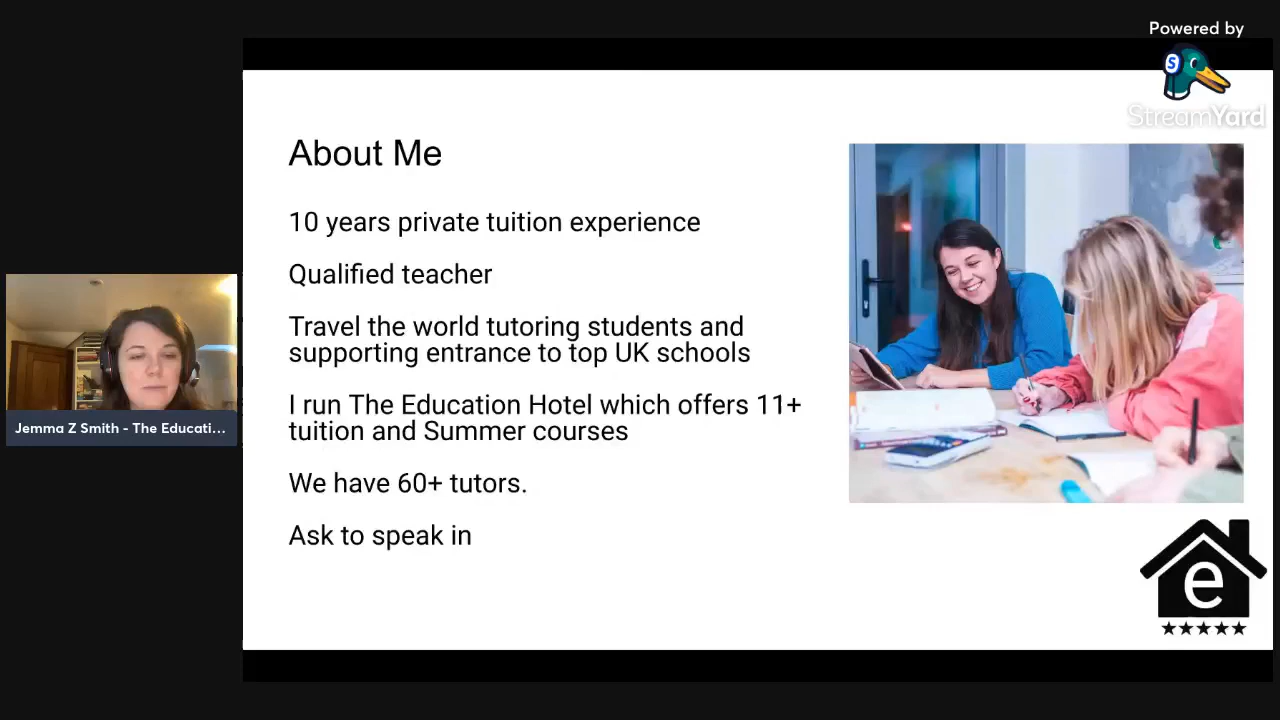 Powered by
S
StreamYard
About Me
10 years private tuition experience
Qualified teacher
Travel the world tutoring students and
supporting entrance to top UK schools
I run The Education Hotel which offers 11+
tuition and Summer courses
We have 60+ tutors.
Ask to speak in
Jemma Z Smith - The Educati...
e